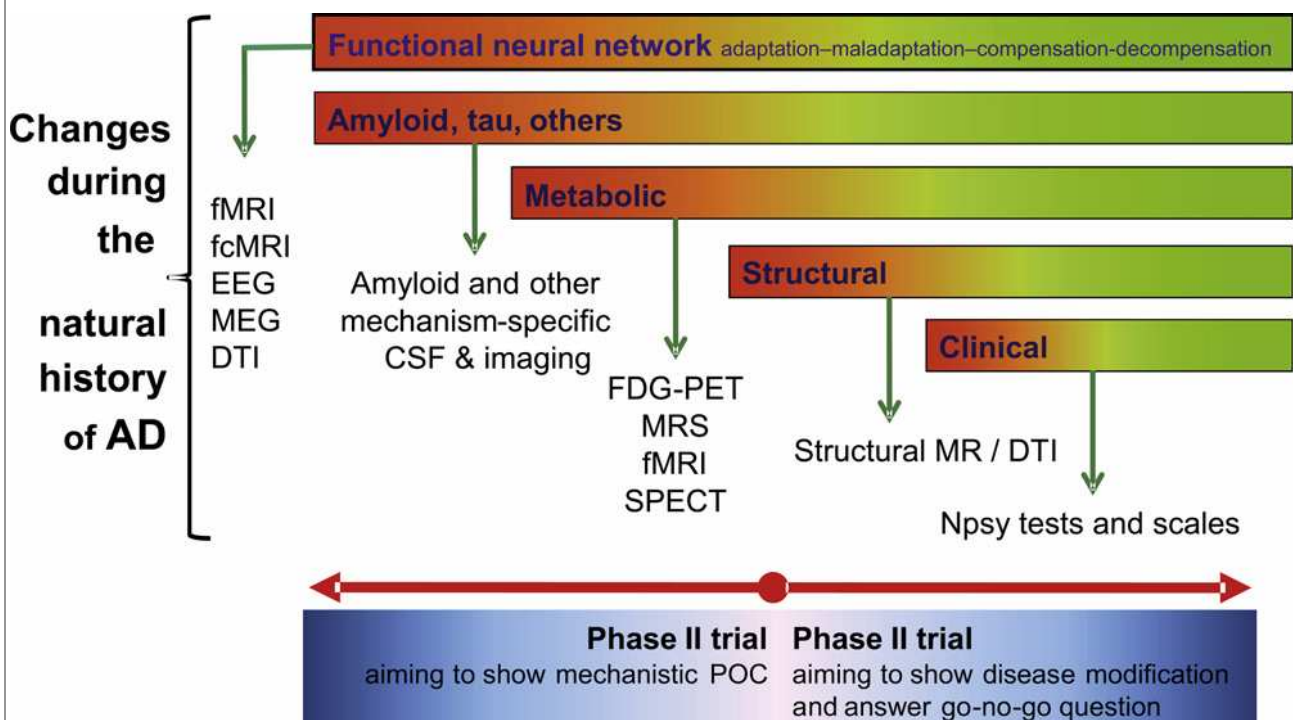 Changes
during
the
natural
history
of AD
Functional neural network adaptation–maladaptation–compensation-decompensation
Amyloid, tau, others
Metabolic
Structural
Clinical
fMRI
fcMRI
EEG
MEG
DTI
Amyloid and other
mechanism-specific
CSF & imaging
FDG-PET
MRS
fMRI
SPECT
Structural MR / DTI
Npsy tests and scales
Phase II trial
aiming to show mechanistic POC
Phase II trial
aiming to show disease modification
and answer go-no-go question